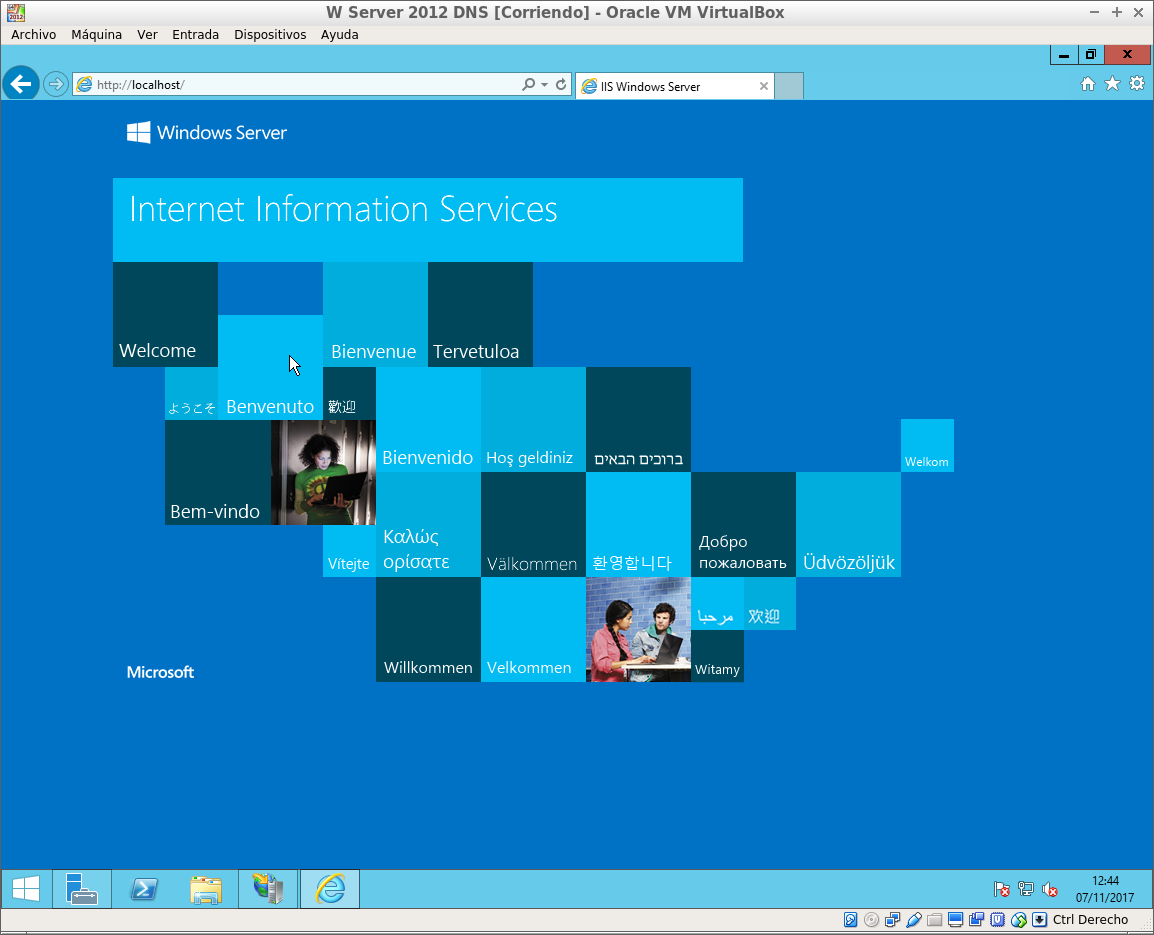 W Server 2012 DNS [Corriendo] - Oracle VM VirtualBox
Archivo Máquina Ver Entrada Dispositivos Ayuda
http://localhost/
IIS Windows Server
Windows Server
Internet Information Services
Welcome
Bienvenue
Tervetuloa
ようこそ
Benvenuto
歡迎
Bienvenido
Hoş geldiniz
ברוכים הבאים
Welkom
Bem-vindo
Vítejte
Καλώς
ορίσατε
Välkommen
환영합니다
Добро
пожаловать
Üdvözöljük
Willkommen
Velkommen
مرحبا
欢迎
Witamy
Microsoft
12:44
07/11/2017
Ctrl Derecho